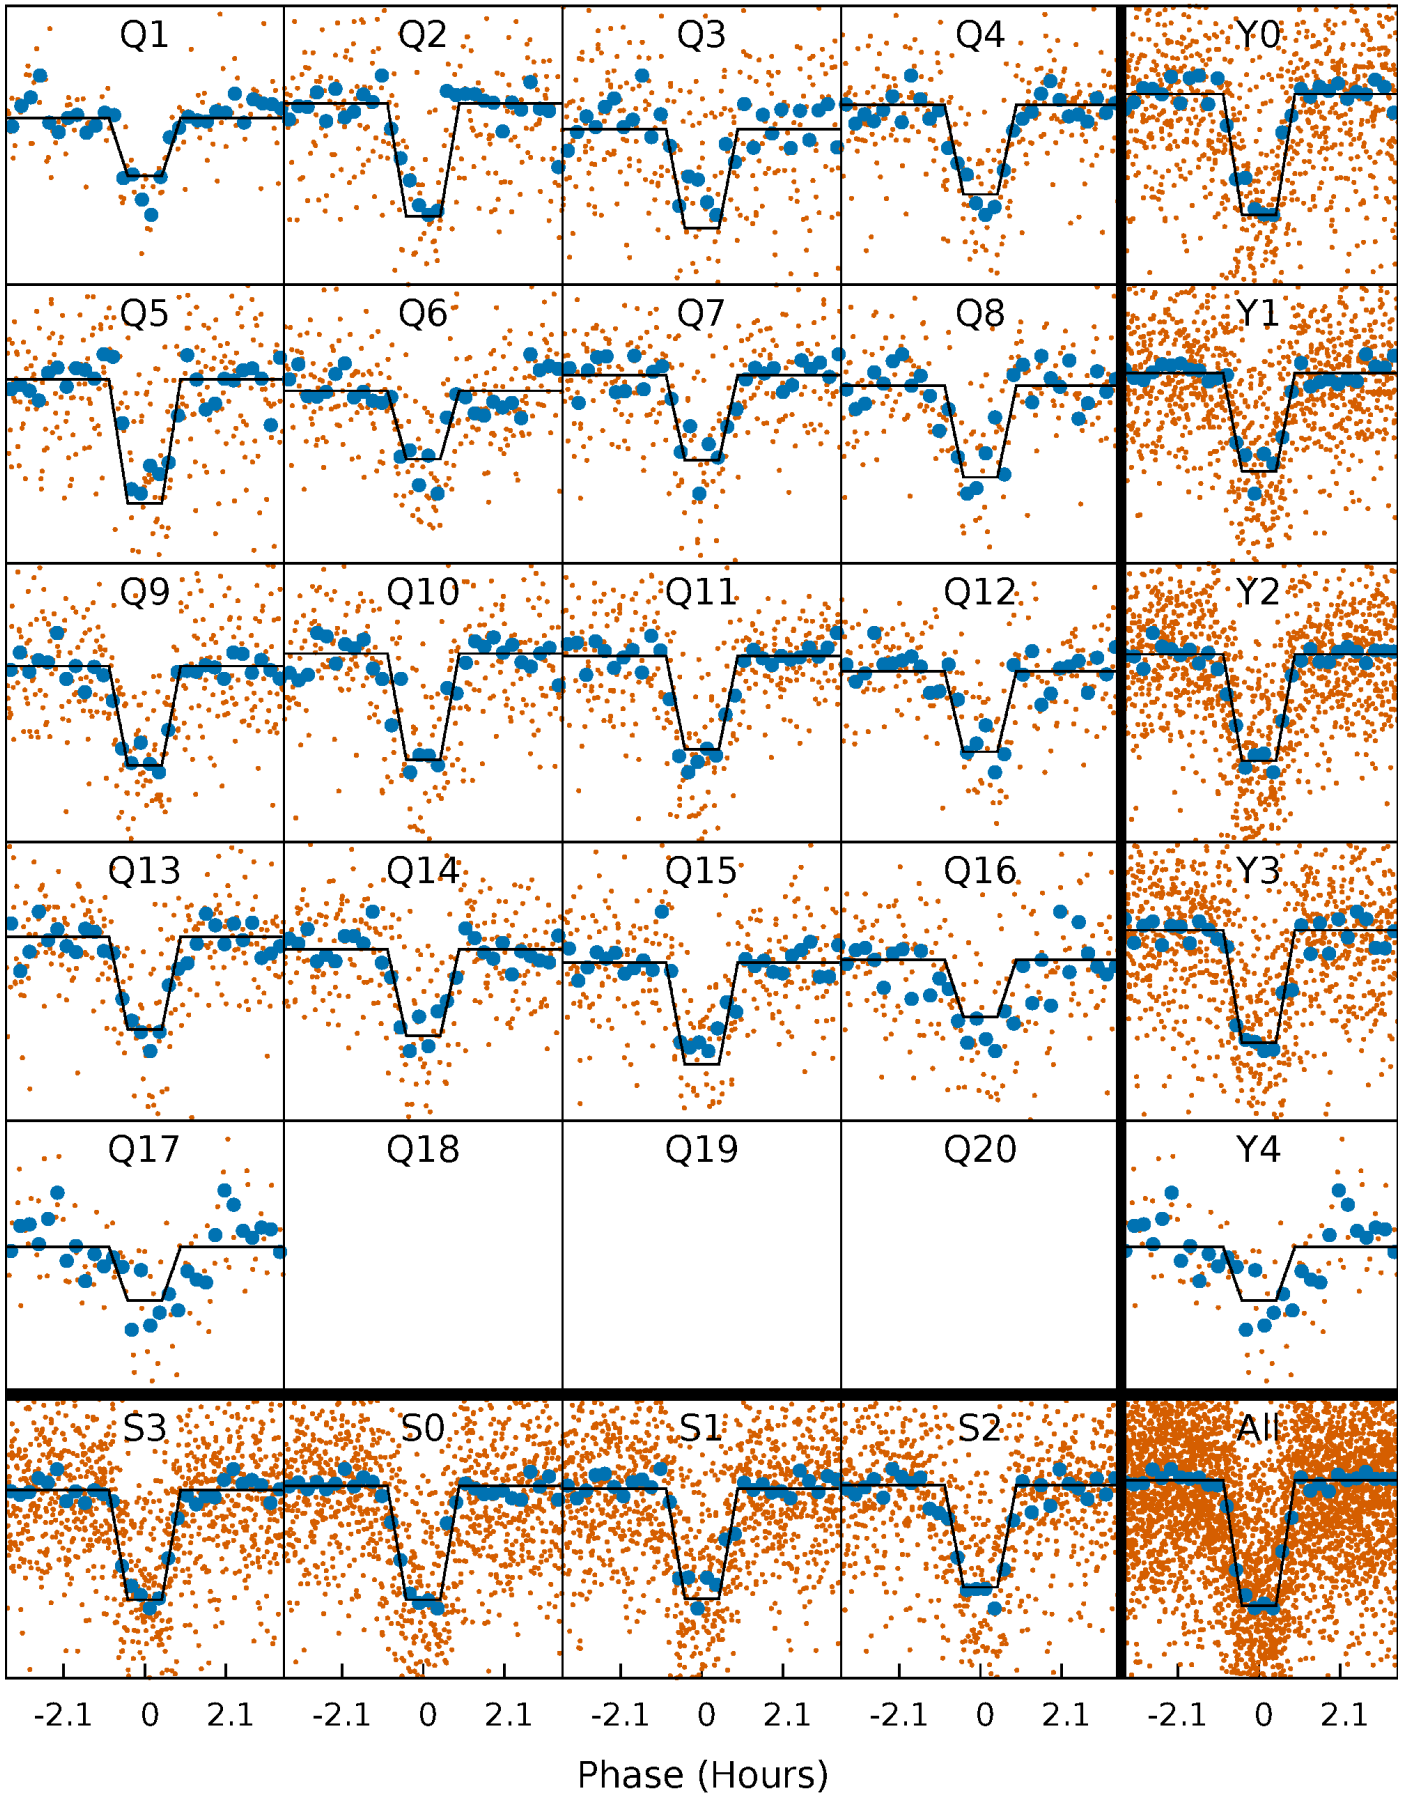 Q1 Q2 Q3 Q4 Y0
Q5 Q6 Q7 Q8 Y1
Q9 Q10 Q11 Q12 Y2
Q13 Q14 Q15 Q16 Y3
Q17 Q18 Q19 Q20 Y4
S3 S0 S1 S2 All
-2.1 0 2.1 -2.1 0 2.1 -2.1 0 2.1 -2.1 0 2.1 -2.1 0 2.1
Phase (Hours)